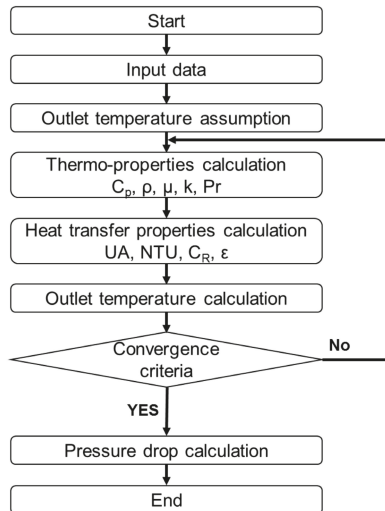 Start
Input data
Outlet temperature assumption
Thermo-properties calculation
Cₚ, ρ, μ, k, Pr
Heat transfer properties calculation
UA, NTU, C_R, ε
Outlet temperature calculation
Convergence
criteria
No
YES
Pressure drop calculation
End